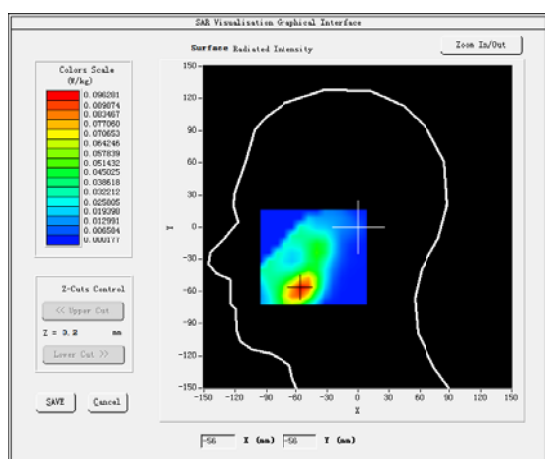 SAR Visualisation Gaphical Interface
Surface Radiated Intensity
Zoom In/Out
Colors Scale
(W/kg)
0.096281
0.089874
0.083467
0.077060
0.070653
0.064246
0.057839
0.051432
0.045025
0.038618
0.032212
0.025805
0.019398
0.012991
0.006584
0.000177
150
120
90
60
30
0
-30
-60
-90
-120
-150
Y
-150 -120 -90 -60 -30 0 30 60 90 120 150
X
Z-Cuts Control
<< Upper Cut
Z = 3.2 mm
Lower Cut >>
SAVE Cancel
-56 X (mm) -56 Y (mm)